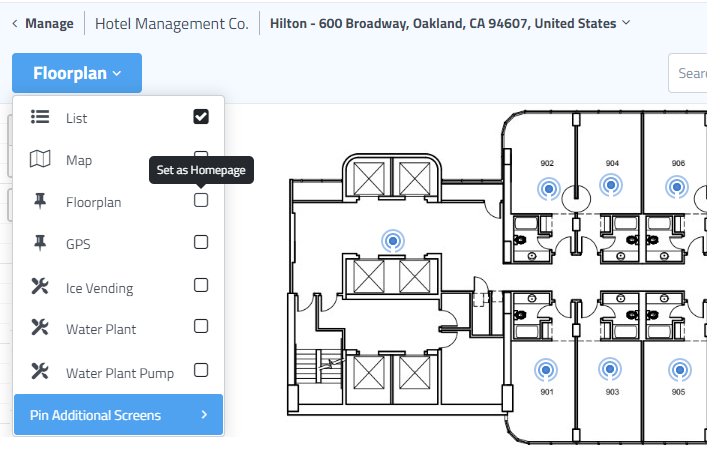 Manage
Hotel Management Co.
Hilton - 600 Broadway, Oakland, CA 94607, United States
Floorplan
Sear
List
Map
Set as Homepage
Floorplan
GPS
Ice Vending
Water Plant
Water Plant Pump
Pin Additional Screens
902
904
906
901
903
905